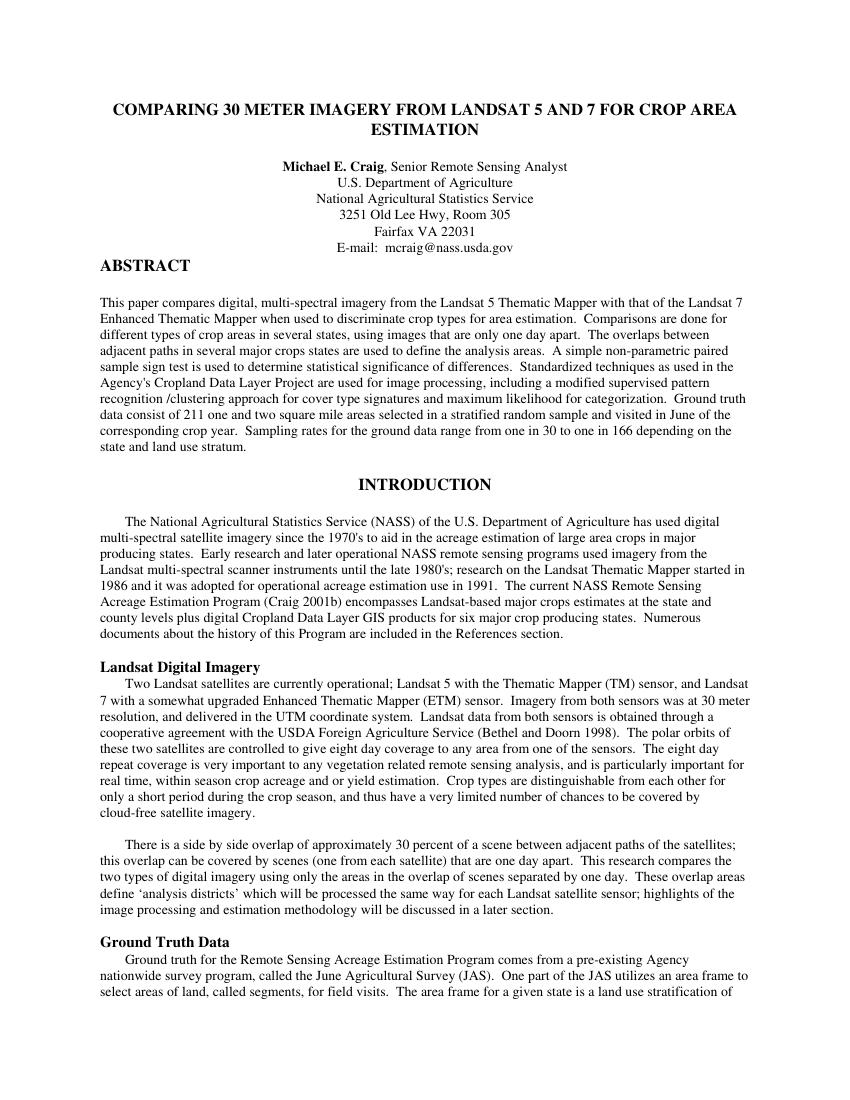 COMPARING 30 METER IMAGERY FROM LANDSAT 5 AND 7 FOR CROP AREA
ESTIMATION
Michael E. Craig, Senior Remote Sensing Analyst
U.S. Department of Agriculture
National Agricultural Statistics Service
3251 Old Lee Hwy, Room 305
Fairfax VA 22031
E-mail:  mcraig@nass.usda.gov
ABSTRACT
This paper compares digital, multi-spectral imagery from the Landsat 5 Thematic Mapper with that of the Landsat 7
Enhanced Thematic Mapper when used to discriminate crop types for area estimation.  Comparisons are done for
different types of crop areas in several states, using images that are only one day apart.  The overlaps between
adjacent paths in several major crops states are used to define the analysis areas.  A simple non-parametric paired
sample sign test is used to determine statistical significance of differences.  Standardized techniques as used in the
Agency's Cropland Data Layer Project are used for image processing, including a modified supervised pattern
recognition /clustering approach for cover type signatures and maximum likelihood for categorization.  Ground truth
data consist of 211 one and two square mile areas selected in a stratified random sample and visited in June of the
corresponding crop year.  Sampling rates for the ground data range from one in 30 to one in 166 depending on the
state and land use stratum.
INTRODUCTION
The National Agricultural Statistics Service (NASS) of the U.S. Department of Agriculture has used digital
multi-spectral satellite imagery since the 1970's to aid in the acreage estimation of large area crops in major
producing states.  Early research and later operational NASS remote sensing programs used imagery from the
Landsat multi-spectral scanner instruments until the late 1980's; research on the Landsat Thematic Mapper started in
1986 and it was adopted for operational acreage estimation use in 1991.  The current NASS Remote Sensing
Acreage Estimation Program (Craig 2001b) encompasses Landsat-based major crops estimates at the state and
county levels plus digital Cropland Data Layer GIS products for six major crop producing states.  Numerous
documents about the history of this Program are included in the References section.
Landsat Digital Imagery
Two Landsat satellites are currently operational; Landsat 5 with the Thematic Mapper (TM) sensor, and Landsat
7 with a somewhat upgraded Enhanced Thematic Mapper (ETM) sensor.  Imagery from both sensors was at 30 meter
resolution, and delivered in the UTM coordinate system.  Landsat data from both sensors is obtained through a
cooperative agreement with the USDA Foreign Agriculture Service (Bethel and Doorn 1998).  The polar orbits of
these two satellites are controlled to give eight day coverage to any area from one of the sensors.  The eight day
repeat coverage is very important to any vegetation related remote sensing analysis, and is particularly important for
real time, within season crop acreage and or yield estimation.  Crop types are distinguishable from each other for
only a short period during the crop season, and thus have a very limited number of chances to be covered by
cloud-free satellite imagery.
There is a side by side overlap of approximately 30 percent of a scene between adjacent paths of the satellites;
this overlap can be covered by scenes (one from each satellite) that are one day apart.  This research compares the
two types of digital imagery using only the areas in the overlap of scenes separated by one day.  These overlap areas
define ‘analysis districts’ which will be processed the same way for each Landsat satellite sensor; highlights of the
image processing and estimation methodology will be discussed in a later section.
Ground Truth Data
Ground truth for the Remote Sensing Acreage Estimation Program comes from a pre-existing Agency
nationwide survey program, called the June Agricultural Survey (JAS).  One part of the JAS utilizes an area frame to
select areas of land, called segments, for field visits.  The area frame for a given state is a land use stratification of